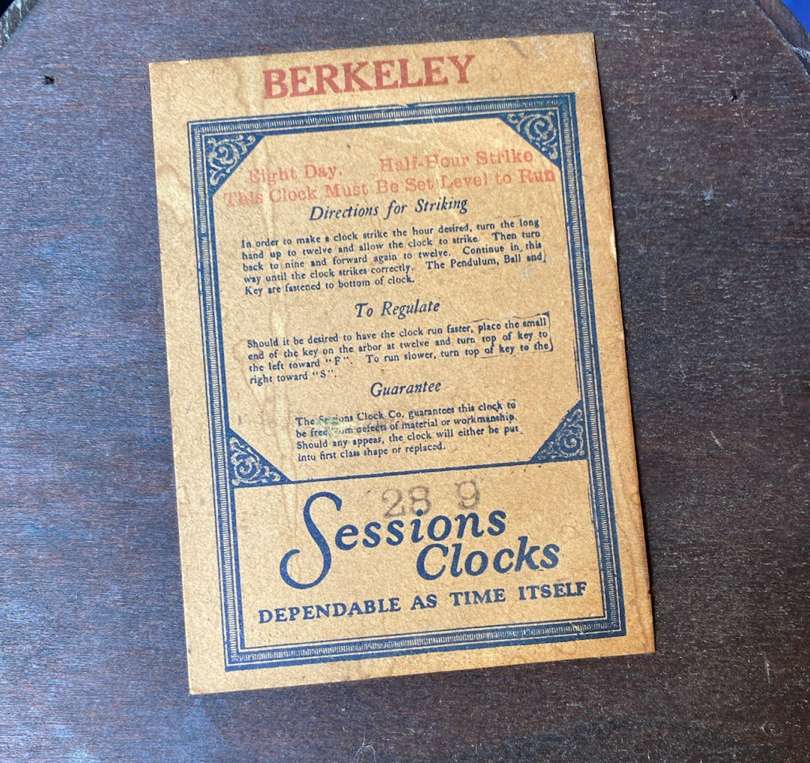 BERKELEY
Eight Day. Half-Hour Strike
This Clock Must Be Set Level to Run
Directions for Striking
In order to make a clock strike the hour desired, turn the long
hand up to twelve and allow the clock to strike. Then turn
back to nine and forward again to twelve. Continue in this
way until the clock strikes correctly. The Pendulum, Ball and
Key are fastened to bottom of clock.
To Regulate
Should it be desired to have the clock run faster, place the small
end of the key on the arbor at twelve and turn top of key to
the left toward "F". To run slower, turn top of key to the
right toward "S".
Guarantee
The Sessions Clock Co. guarantees this clock to
be free from defects of material or workmanship.
Should any appear, the clock will either be put
into first class shape or replaced.
28 9
Sessions
Clocks
DEPENDABLE AS TIME ITSELF